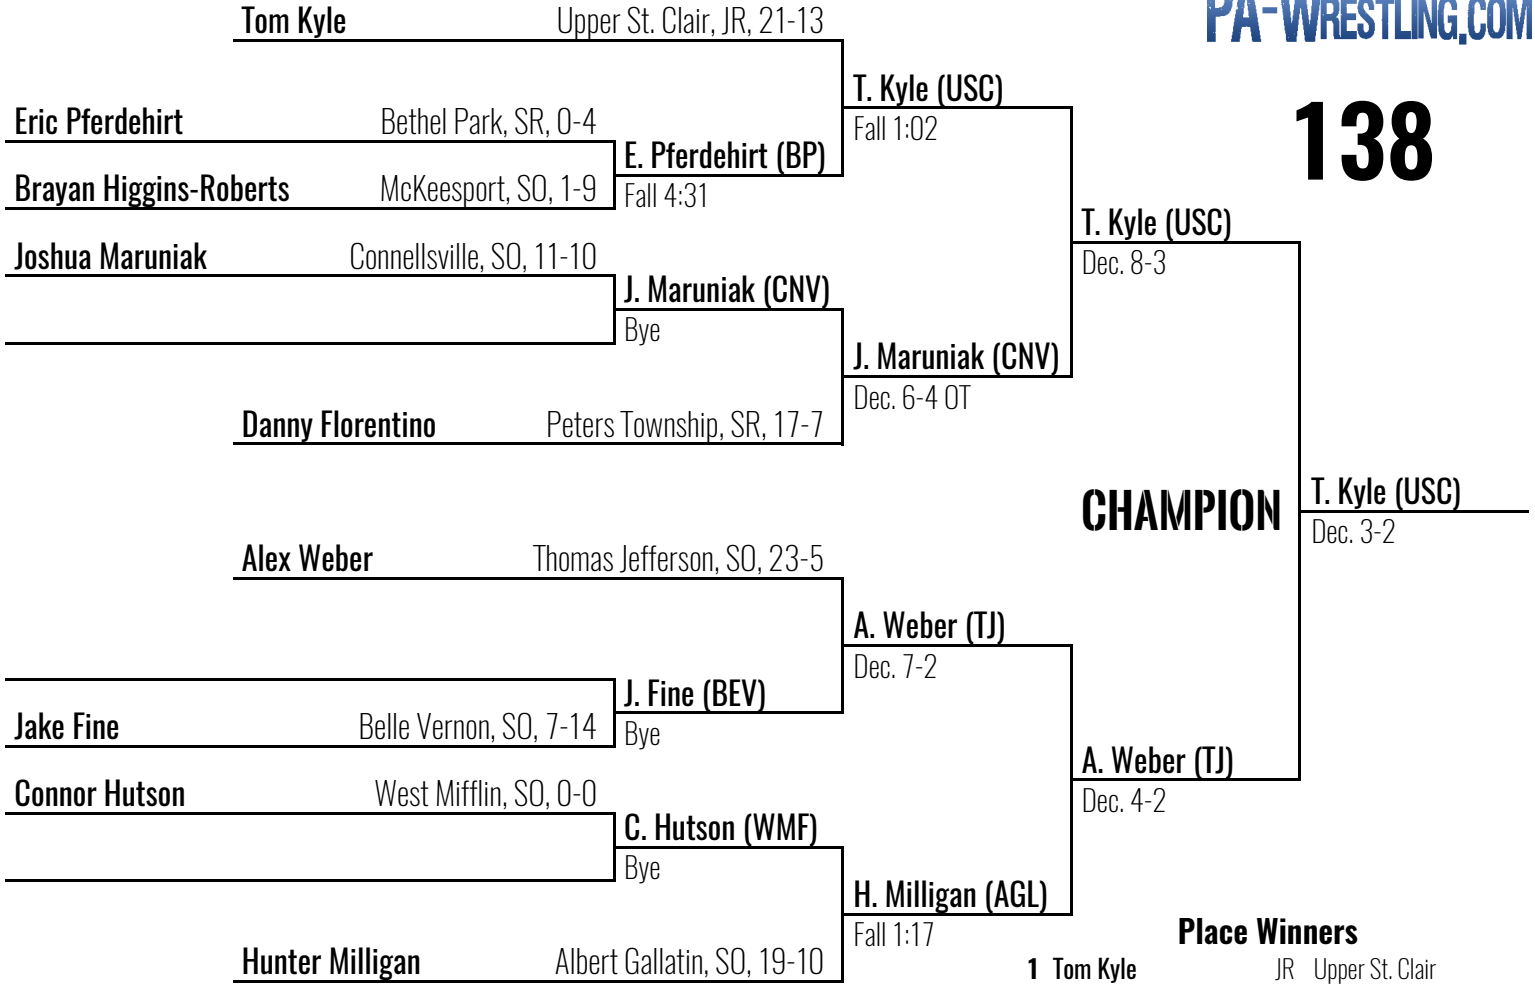 PA-WRESTLING.COM
138
Tom Kyle Upper St. Clair, JR, 21-13
T. Kyle (USC)
Fall 1:02
Eric Pferdehirt Bethel Park, SR, 0-4
E. Pferdehirt (BP)
Fall 4:31
Brayan Higgins-Roberts McKeesport, SO, 1-9
T. Kyle (USC)
Dec. 8-3
Joshua Maruniak Connellsville, SO, 11-10
J. Maruniak (CNV)
Bye
J. Maruniak (CNV)
Dec. 6-4 OT
Danny Florentino Peters Township, SR, 17-7
CHAMPION
T. Kyle (USC)
Dec. 3-2
Alex Weber Thomas Jefferson, SO, 23-5
A. Weber (TJ)
Dec. 7-2
J. Fine (BEV)
Bye
Jake Fine Belle Vernon, SO, 7-14
A. Weber (TJ)
Dec. 4-2
Connor Hutson West Mifflin, SO, 0-0
C. Hutson (WMF)
Bye
H. Milligan (AGL)
Fall 1:17
Hunter Milligan Albert Gallatin, SO, 19-10
Place Winners
1 Tom Kyle JR Upper St. Clair